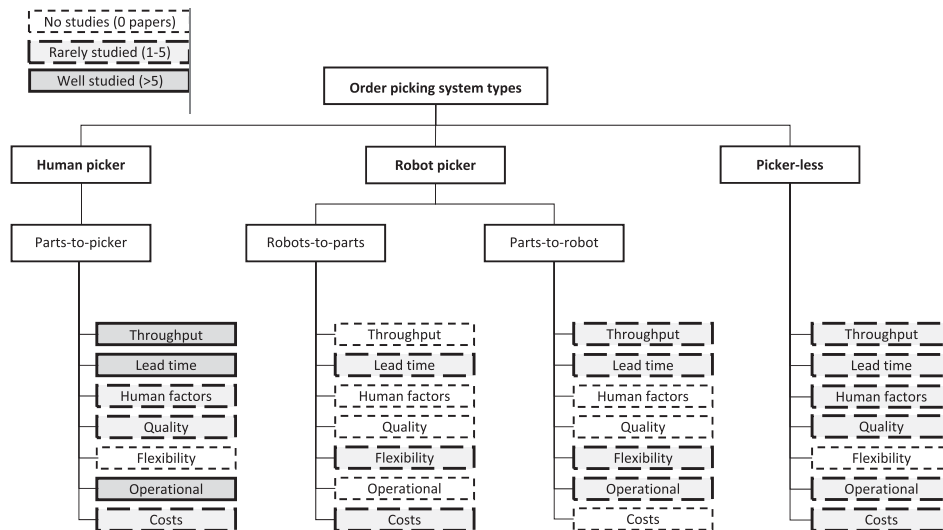 No studies (0 papers)
Rarely studied (1-5)
Well studied (>5)
Order picking system types
Human picker
Robot picker
Picker-less
Parts-to-picker
Robots-to-parts
Parts-to-robot
Throughput
Lead time
Human factors
Quality
Flexibility
Operational
Costs
Throughput
Lead time
Human factors
Quality
Flexibility
Operational
Costs
Throughput
Lead time
Human factors
Quality
Flexibility
Operational
Costs
Throughput
Lead time
Human factors
Quality
Flexibility
Operational
Costs